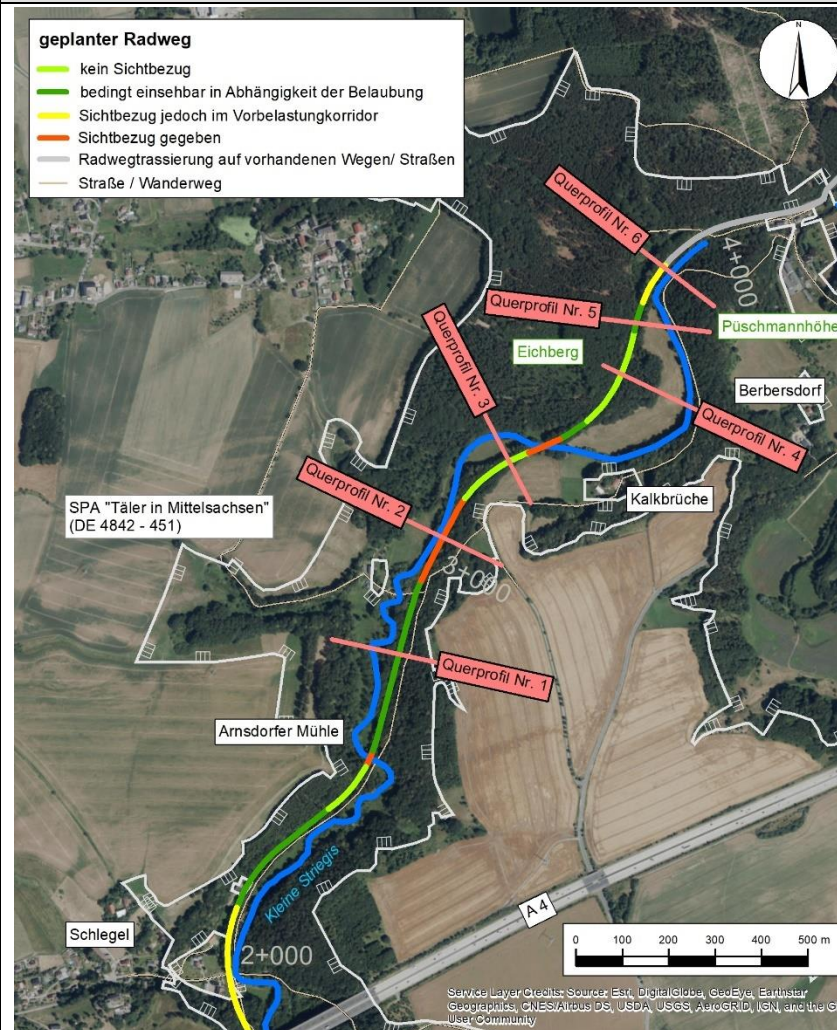 geplanter Radweg
kein Sichtbezug
bedingt einsehbar in Abhängigkeit der Belaubung
Sichtbezug jedoch im Vorbelastungkorridor
Sichtbezug gegeben
Radwegtrassierung auf vorhandenen Wegen/ Straßen
Straße / Wanderweg
N
Querprofil Nr. 6
4+000
Querprofil Nr. 5
Püschmannhöhe
Querprofil Nr. 3
Eichberg
Berbersdorf
Querprofil Nr. 4
Querprofil Nr. 2
Kalkbrüche
SPA "Täler in Mittelsachsen"
(DE 4842 - 451)
3+000
Querprofil Nr. 1
Arnsdorfer Mühle
Kleine Striegis
A 4
Schlegel
2+000
0 100 200 300 400 500 m
Service Layer Credits: Source: Esri, DigitalGlobe, GeoEye, Earthstar
Geographics, CNES/Airbus DS, USDA, USGS, AeroGRID, IGN, and the G
User Community